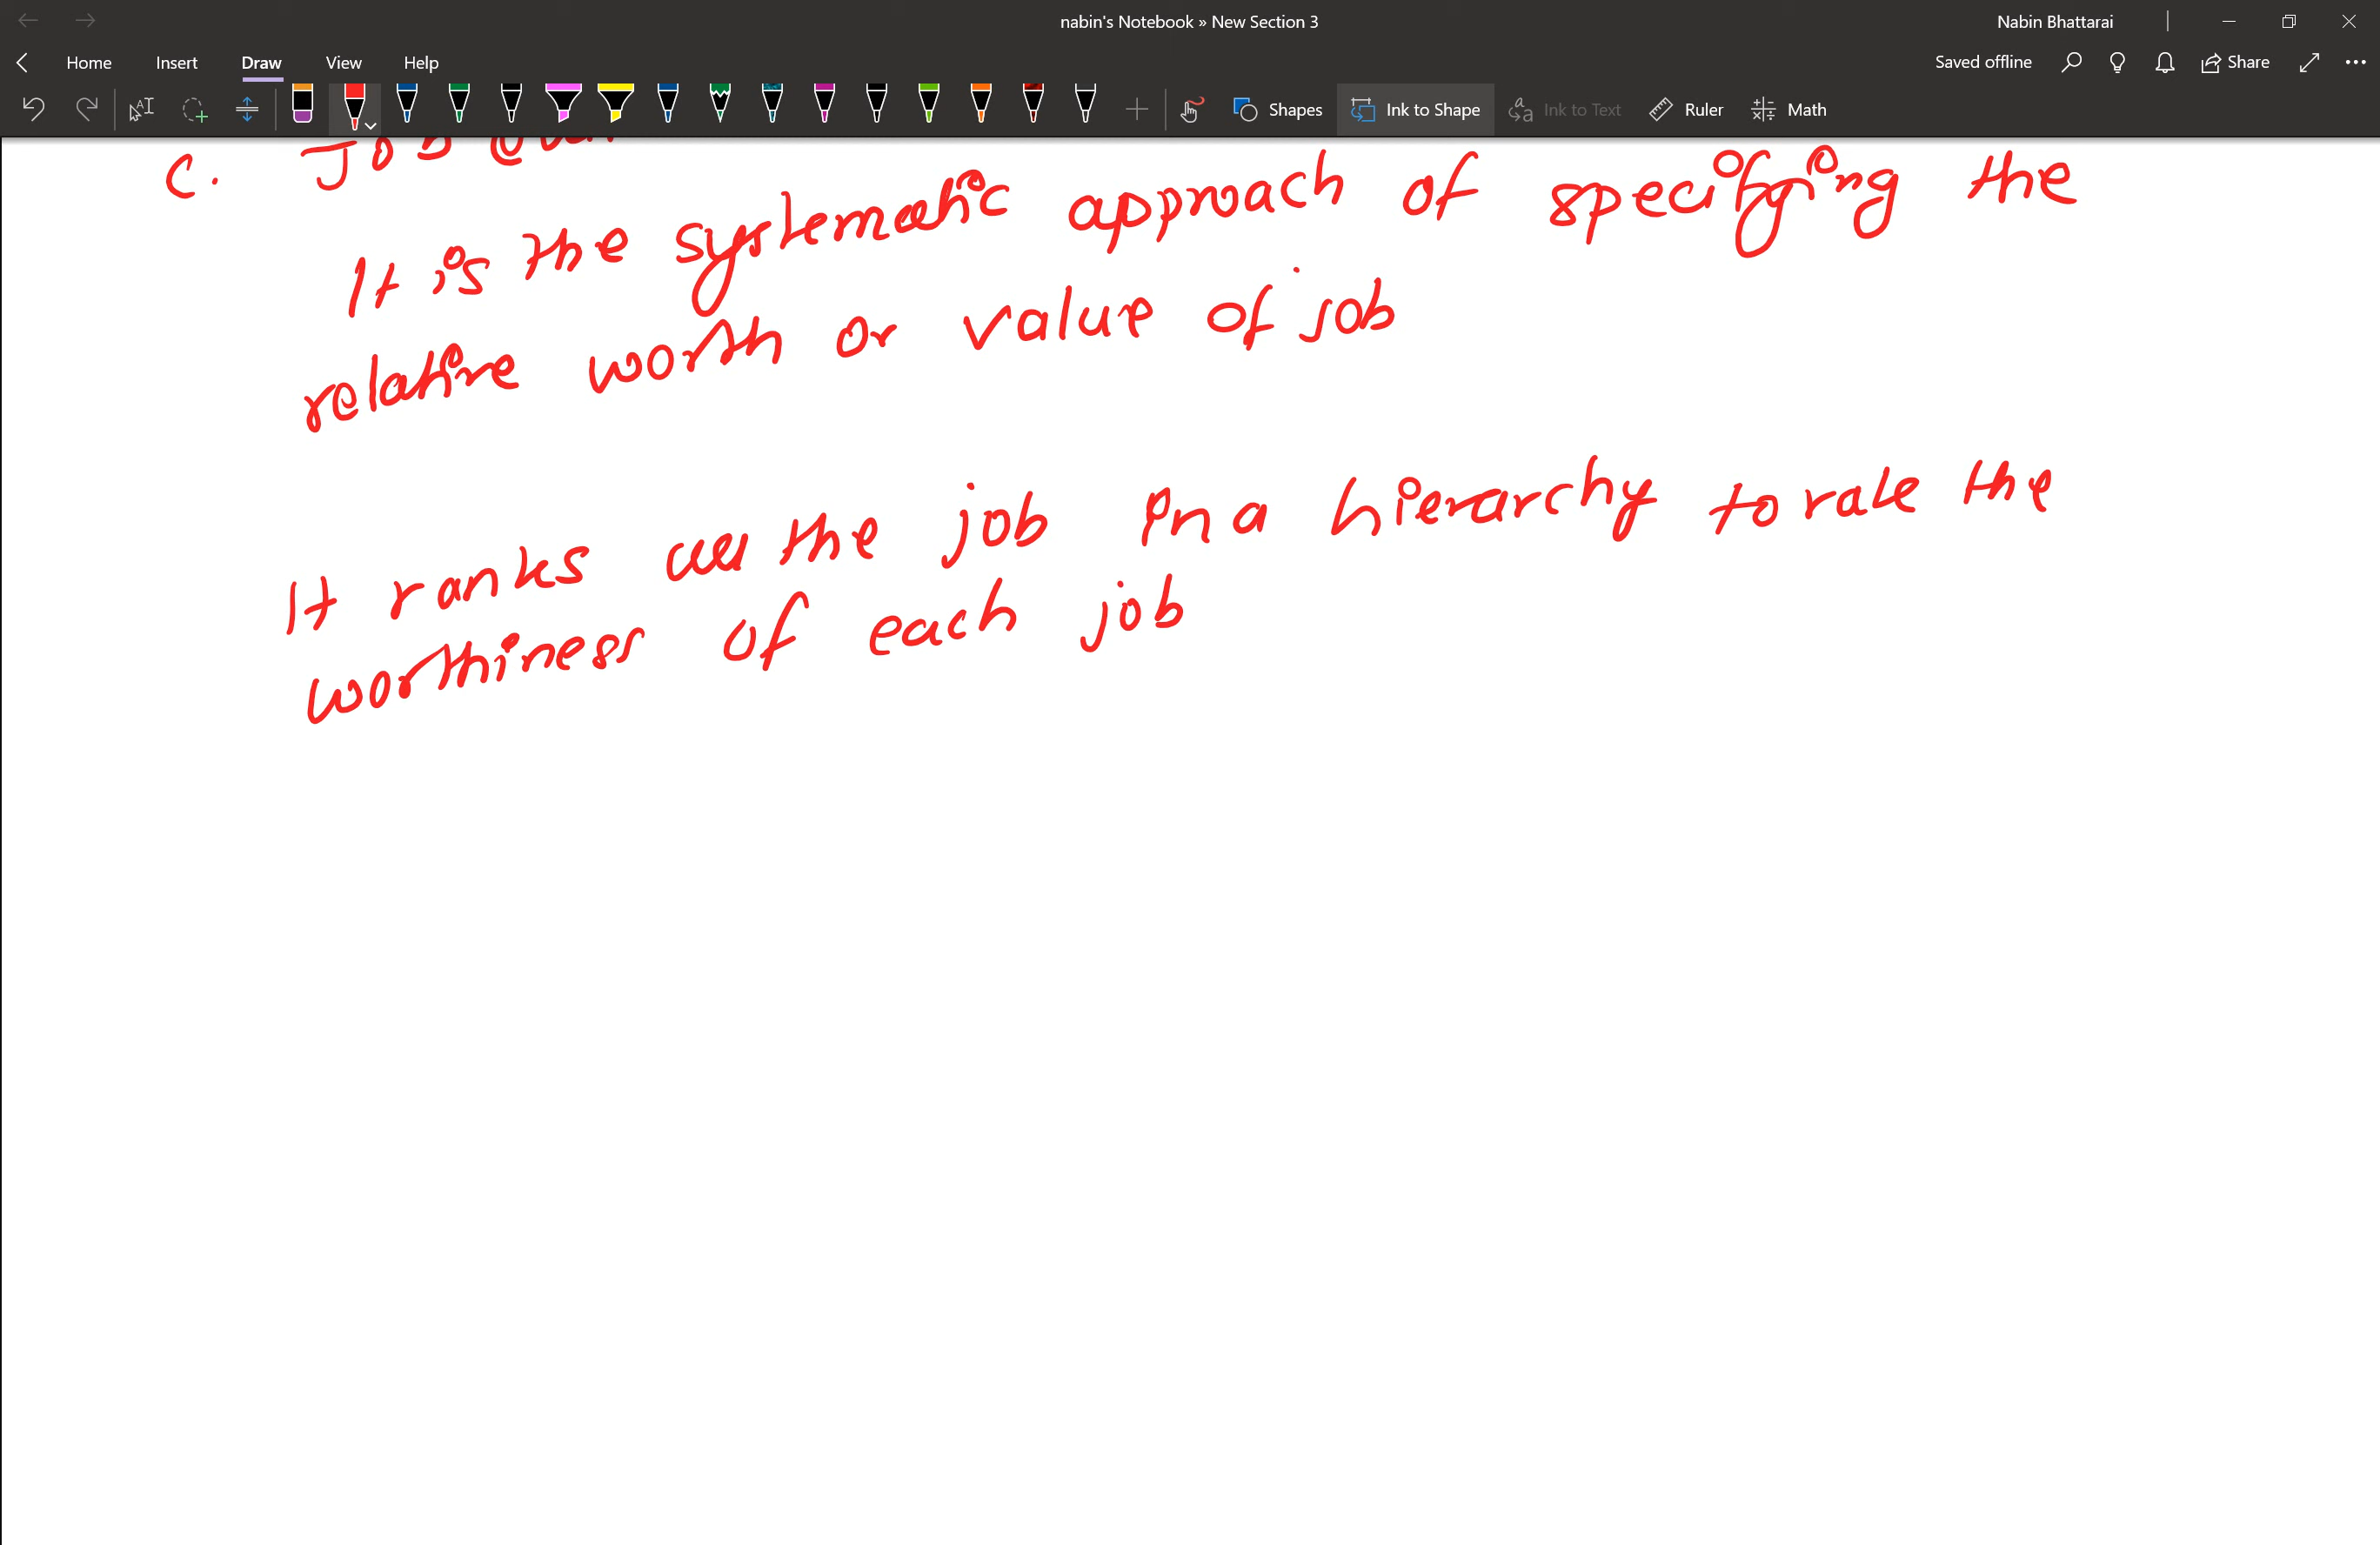 nabin's Notebook » New Section 3
Nabin Bhattarai
Home Insert Draw View Help
Saved offline
Share
Shapes Ink to Shape Ink to Text Ruler Math
c. Job
It is the systematic approach of specifying the
relative worth or value of job
It ranks all the job in a hierarchy to rate the
worthiness of each job